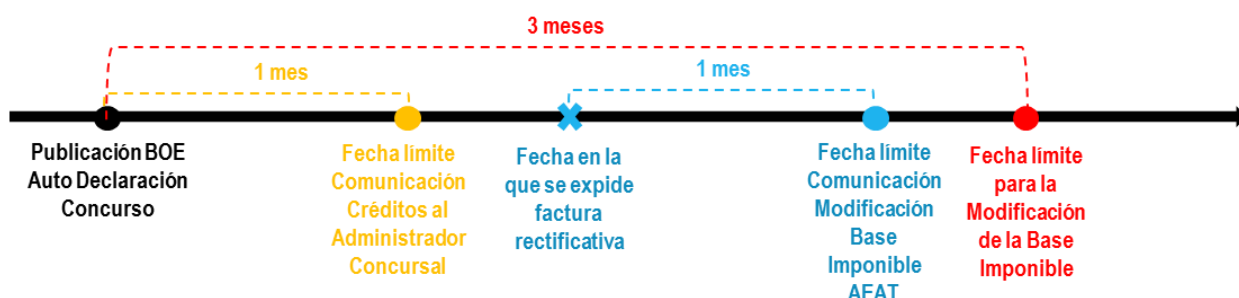 3 meses
1 mes
1 mes
Publicación BOE
Auto Declaración
Concurso
Fecha límite
Comunicación
Créditos al
Administrador
Concursal
Fecha en la
que se expide
factura
rectificativa
Fecha límite
Comunicación
Modificación
Base
Imponible
AEAT
Fecha límite
para la
Modificación
de la Base
Imponible